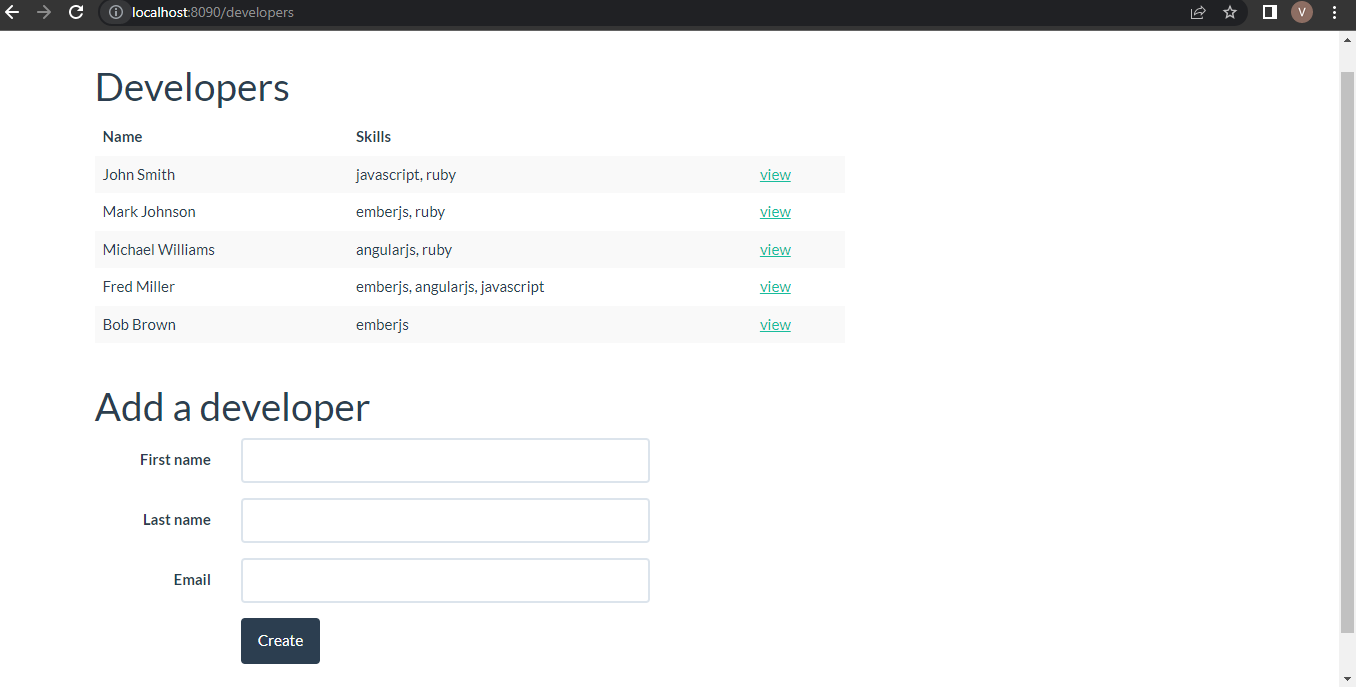 localhost:8090/developers
V
Developers
Name Skills
John Smith javascript, ruby view
Mark Johnson emberjs, ruby view
Michael Williams angularjs, ruby view
Fred Miller emberjs, angularjs, javascript view
Bob Brown emberjs view
Add a developer
First name
Last name
Email
Create